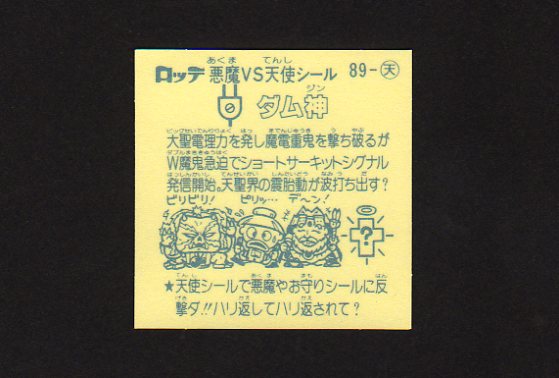 ロッテ 悪魔VS天使シール 89-天
ダム神
大聖電理力を発し魔電重鬼を撃ち破るが
W魔鬼急迫でショートサーキットシグナル
発信開始。天聖界の震胎動が波打ち出す?
ビリビリ! ビリッ… デ〜ン!
?
★天使シールで悪魔やお守りシールに反
撃ダ!!ハリ返してハリ返されて?